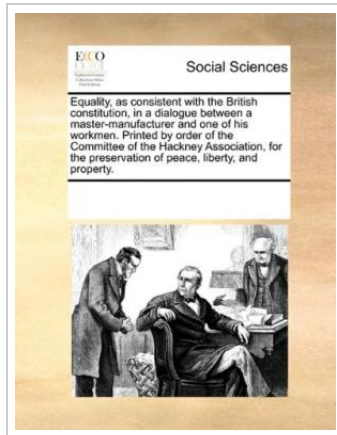 ECCO
Social Sciences
Equality, as consistent with the British
constitution, in a dialogue between a
master-manufacturer and one of his
workmen. Printed by order of the
Committee of the Hackney Association, for
the preservation of peace, liberty, and
property.